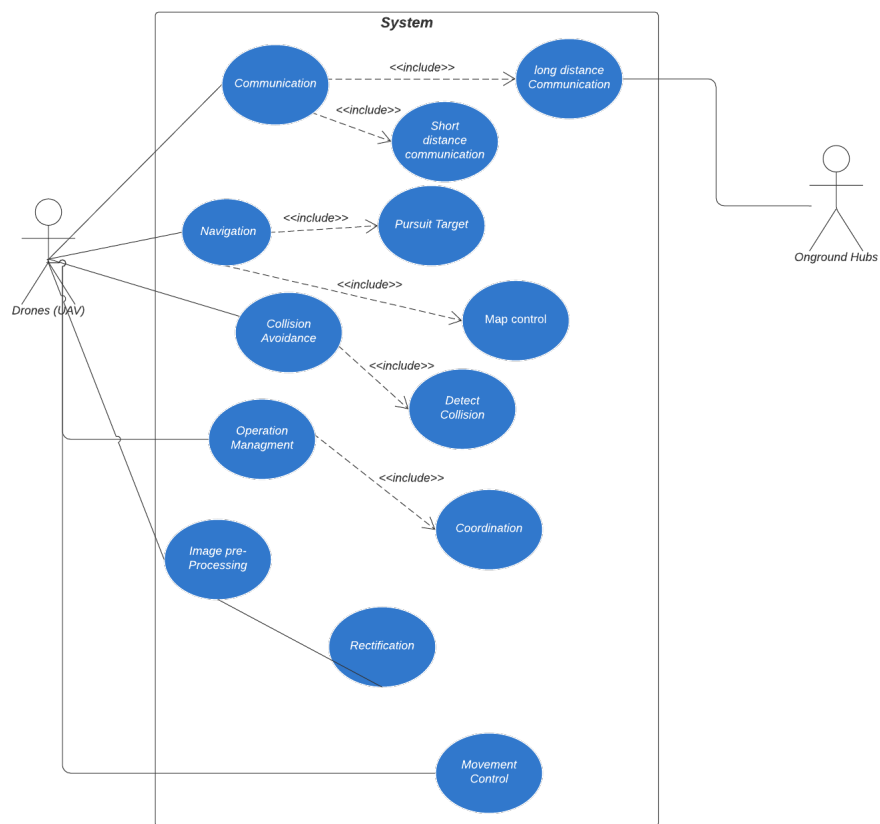 System
Communication
<<include>>
long distance
Communication
<<include>>
Short
distance
communication
Navigation
<<include>>
Pursuit Target
Onground Hubs
<<include>>
Drones (UAV)
Collision
Avoidance
Map control
<<include>>
Detect
Collision
Operation
Managment
<<include>>
Coordination
Image pre-
Processing
Rectification
Movement
Control